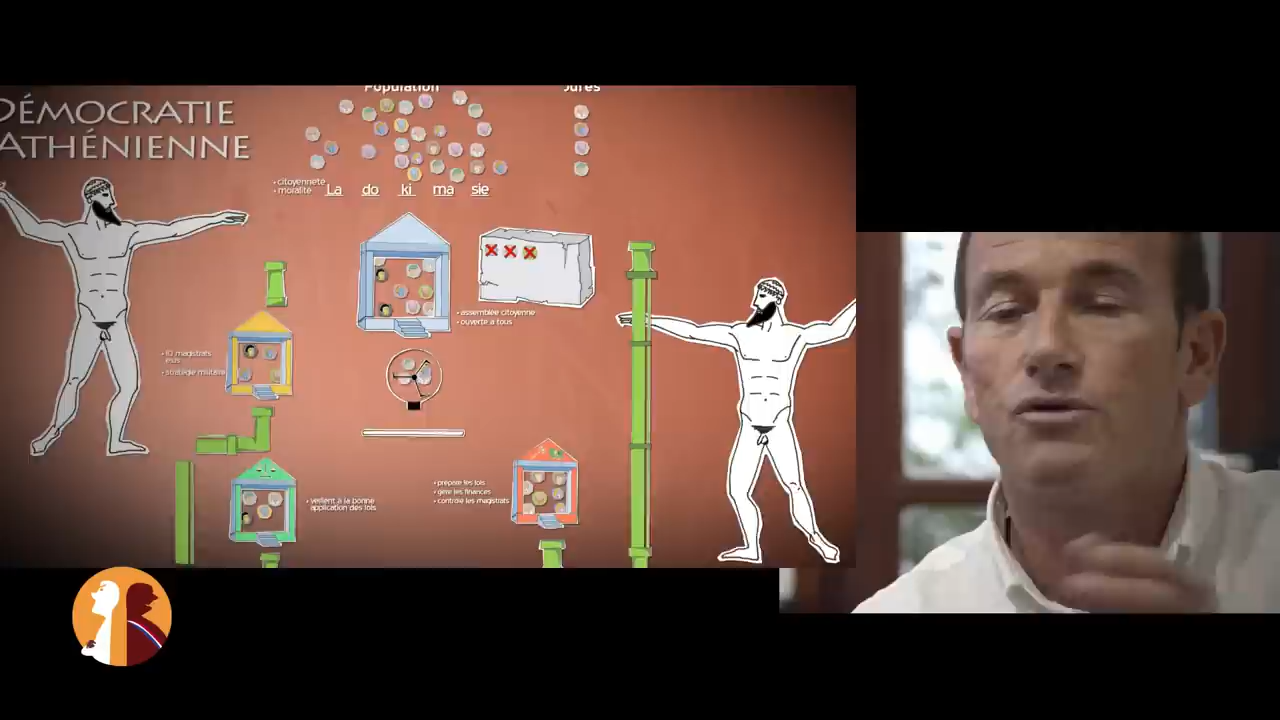 DÉMOCRATIE
ATHÉNIENNE
Population
Jurés
• citoyenneté
• moralité
La do ki ma sie
• assemblée citoyenne
• ouverte à tous
• 10 magistrats
élus
• stratégie militaire
• veillent à la bonne
application des lois
• prépare les lois
• gère les finances
• contrôle les magistrats